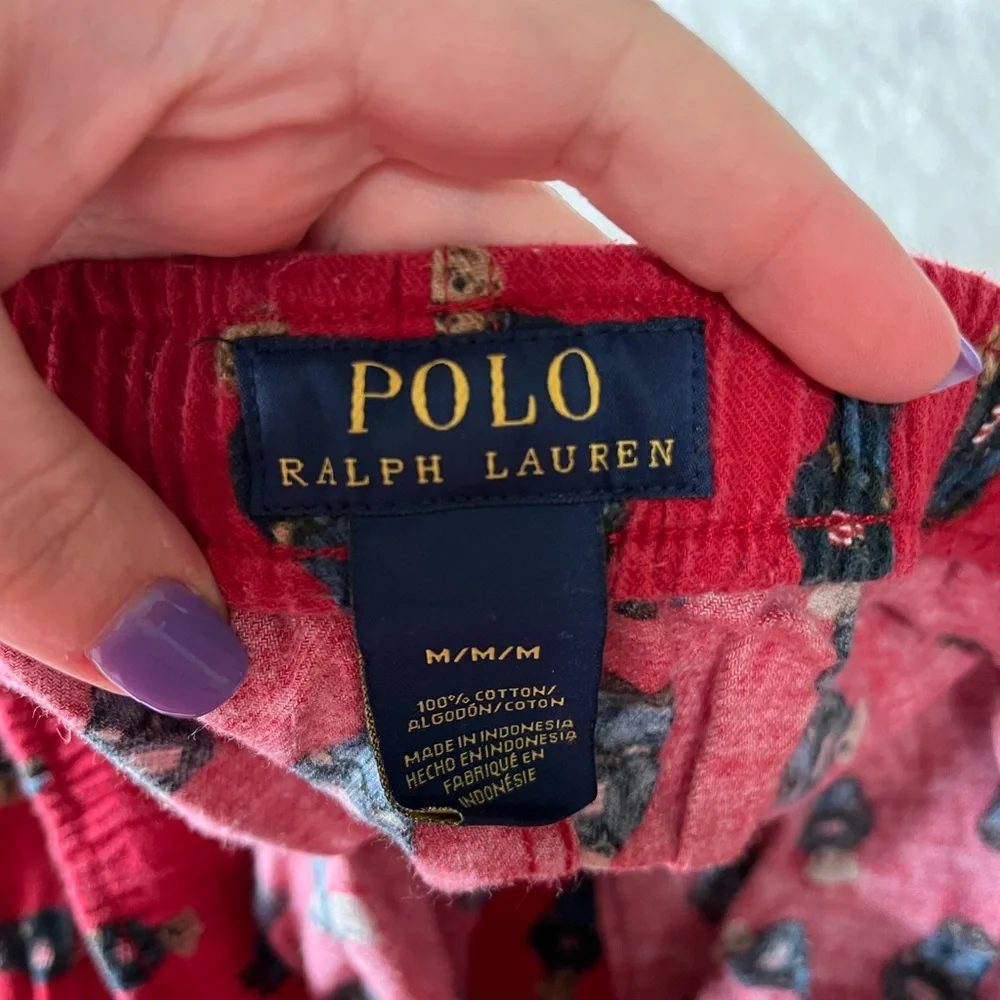 POLO
RALPH LAUREN
M/M/M
100% COTTON/
ALGODÓN/COTON
MADE IN INDONESIA
HECHO EN INDONESIA
FABRIQUÉ EN
INDONÉSIE